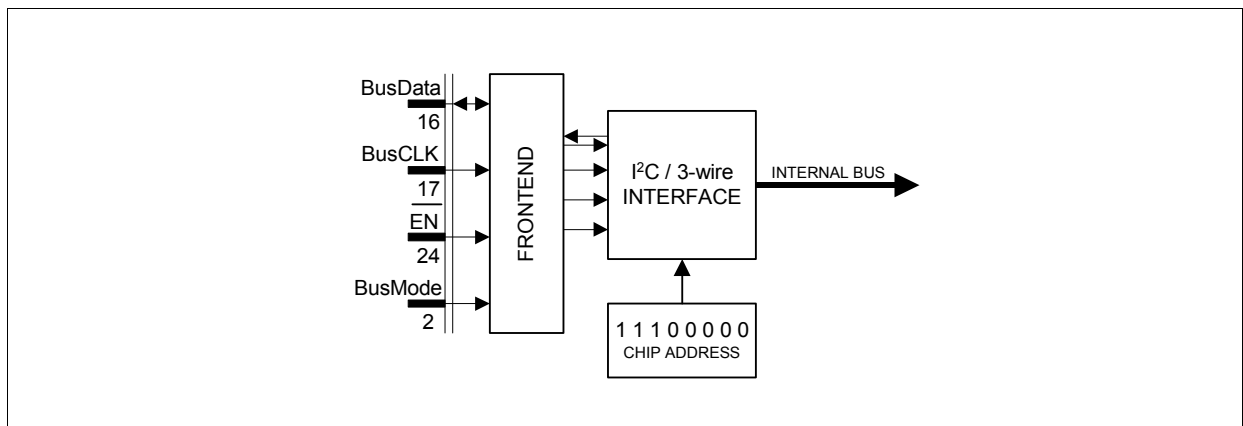 BusData
16
BusCLK
17
EN
24
BusMode
2
FRONTEND
I²C / 3-wire
INTERFACE
INTERNAL BUS
1 1 1 0 0 0 0 0
CHIP ADDRESS